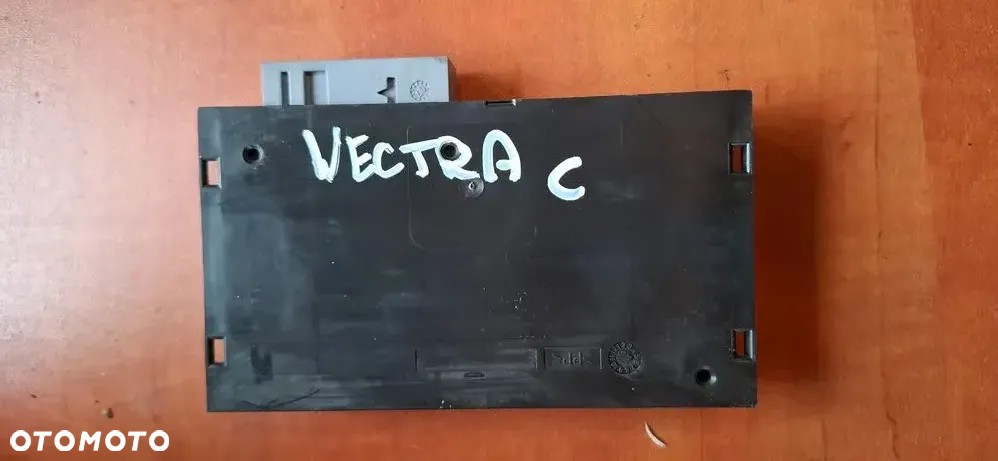 VECTRA C
>PP<
OTOMOTO